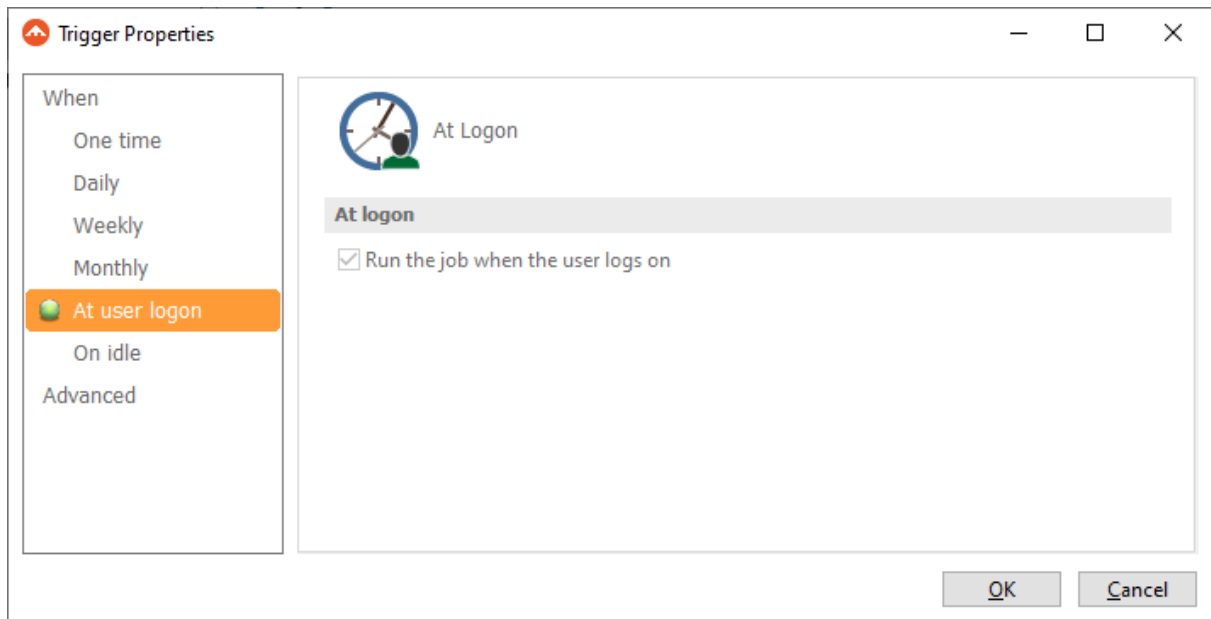 Trigger Properties
When
One time
Daily
Weekly
Monthly
At user logon
On idle
Advanced
At Logon
At logon
Run the job when the user logs on
OK
Cancel